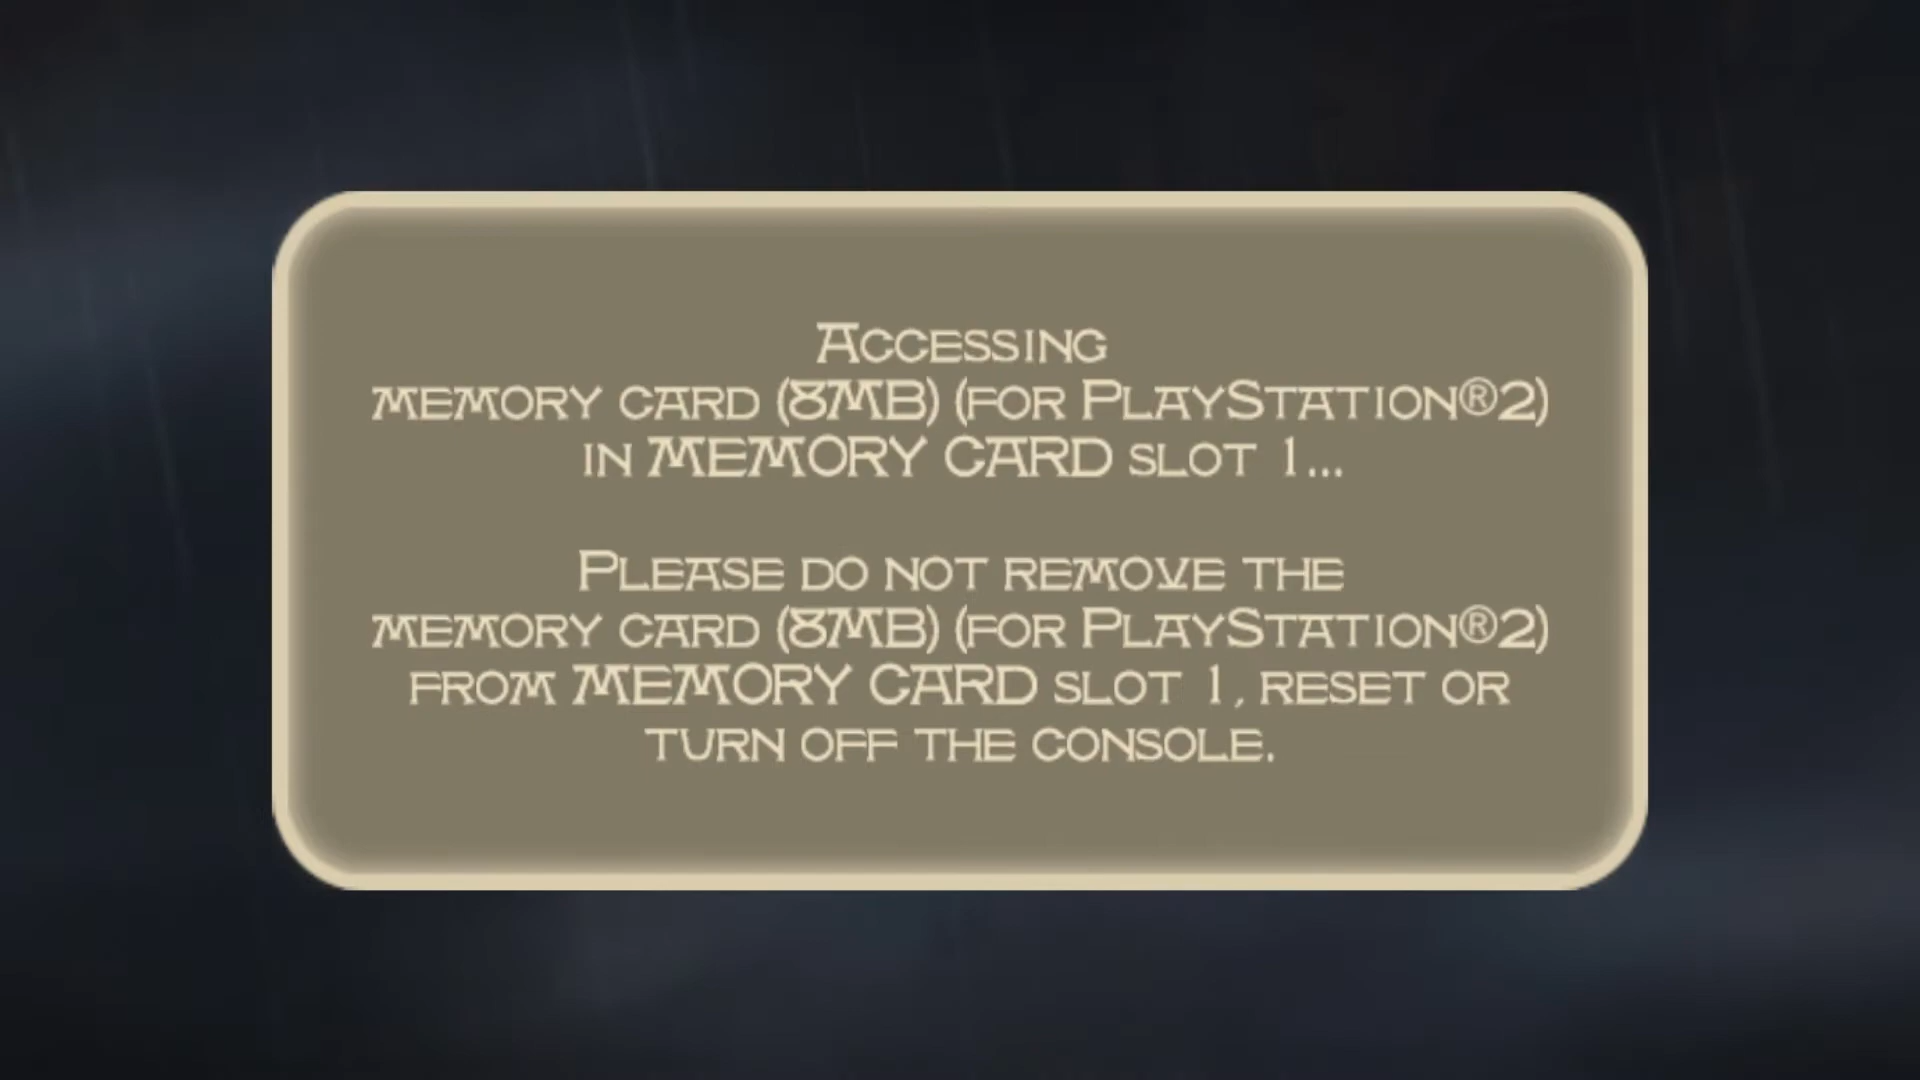 Accessing
memory card (8MB) (for PlayStation®2)
in MEMORY CARD slot 1...
Please do not remove the
memory card (8MB) (for PlayStation®2)
from MEMORY CARD slot 1, reset or
turn off the console.